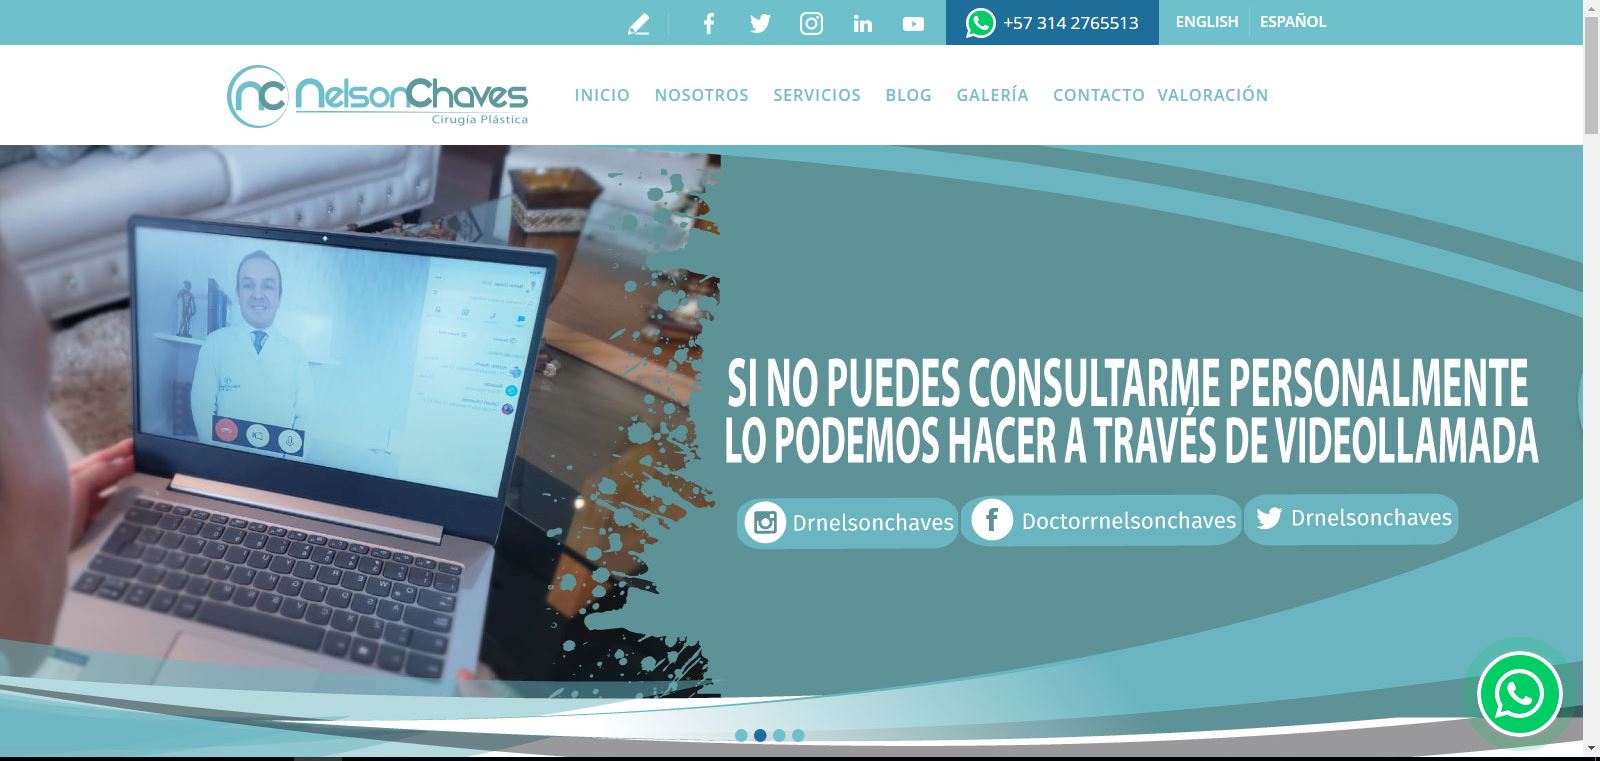 +57 314 2765513
ENGLISH
ESPAÑOL
nc NelsonChaves
Cirugía Plástica
INICIO NOSOTROS SERVICIOS BLOG GALERÍA CONTACTO VALORACIÓN
SI NO PUEDES CONSULTARME PERSONALMENTE
LO PODEMOS HACER A TRAVÉS DE VIDEOLLAMADA
Drnelsonchaves
Doctorrnelsonchaves
Drnelsonchaves